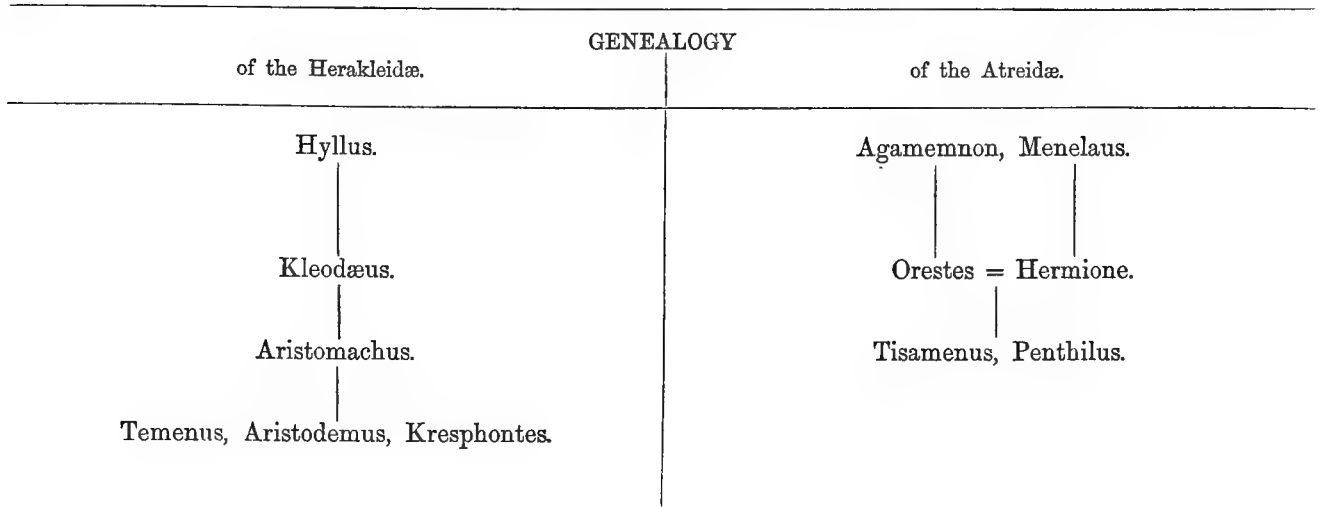 GENEALOGY
of the Herakleidæ.
of the Atreidæ.
Hyllus.
Kleodæus.
Aristomachus.
Temenus, Aristodemus, Kresphontes.
Agamemnon, Menelaus.
Orestes = Hermione.
Tisamenus, Penthilus.